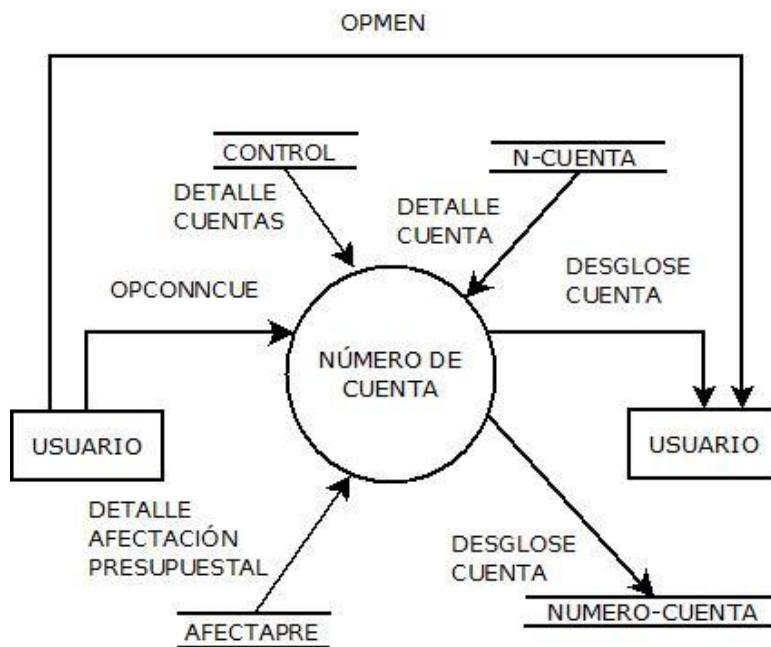 OPMEN
CONTROL
N-CUENTA
DETALLE
CUENTAS
DETALLE
CUENTA
DESGLOSE
CUENTA
OPCONNCUE
NÚMERO DE
CUENTA
USUARIO
USUARIO
DETALLE
AFECTACIÓN
PRESUPUESTAL
DESGLOSE
CUENTA
AFECTAPRE
NUMERO-CUENTA